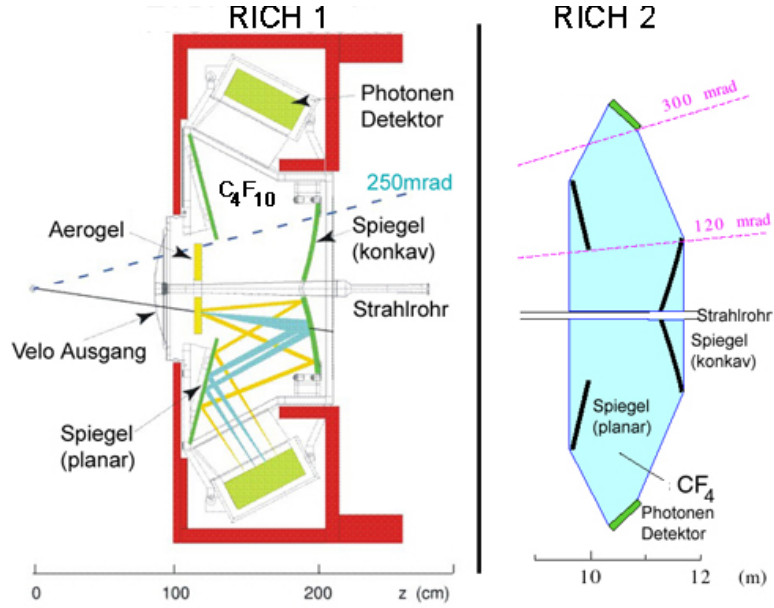 RICH 1
Photonen
Detektor
C4F10
250mrad
Aerogel
Spiegel
(konkav)
Strahlrohr
Velo Ausgang
Spiegel
(planar)
0
100
200
z (cm)
RICH 2
300 mrad
120 mrad
Strahlrohr
Spiegel
(konkav)
Spiegel
(planar)
CF4
Photonen
Detektor
10
12
(m)